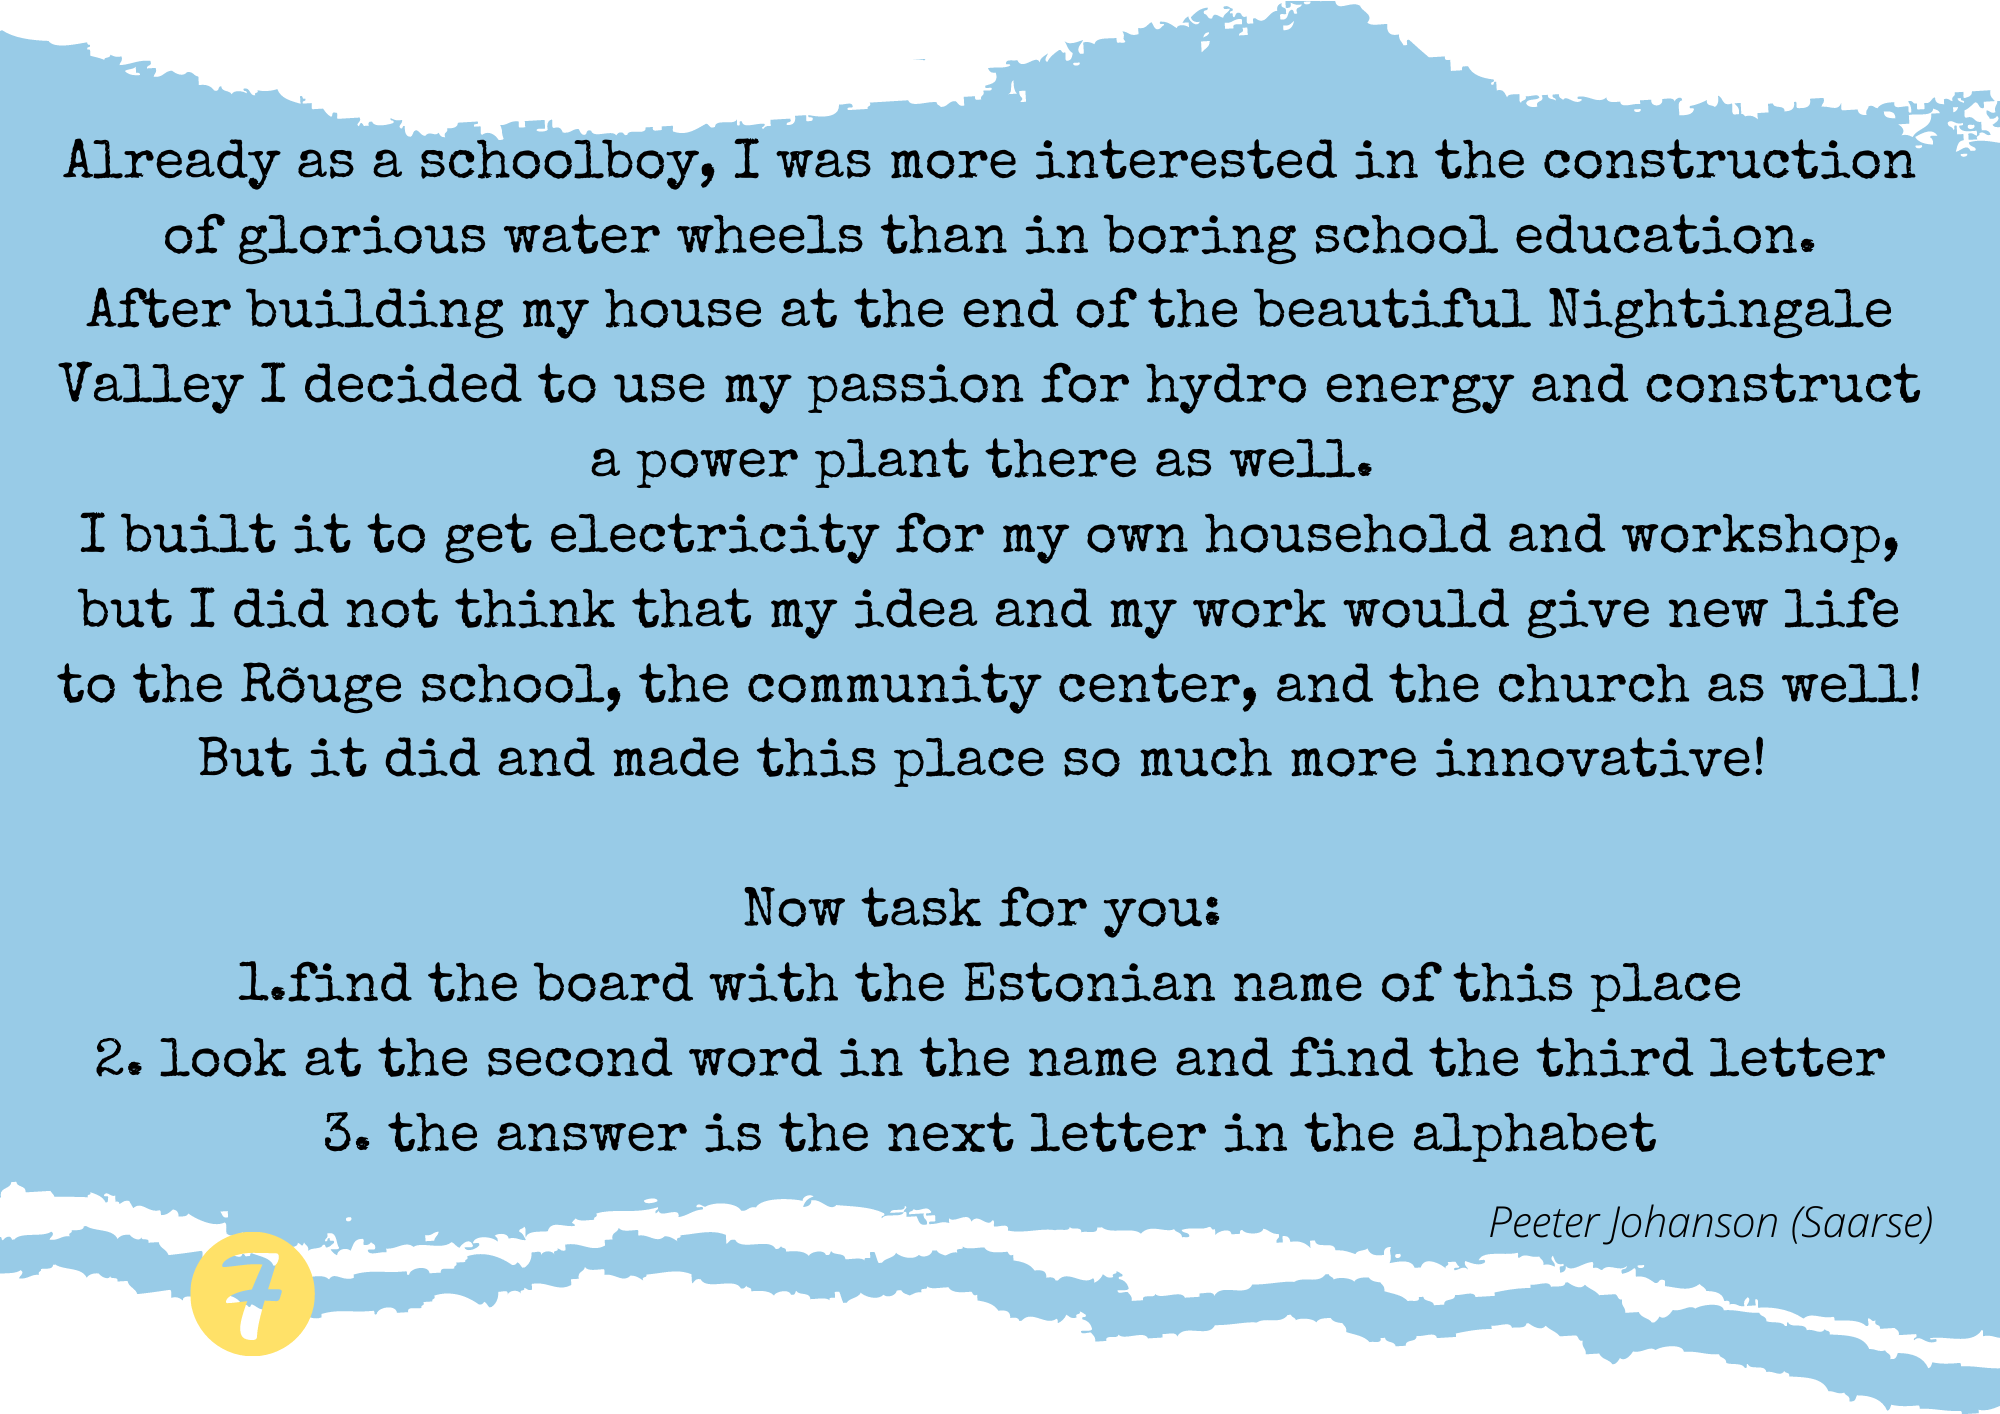 Already as a schoolboy, I was more interested in the construction
of glorious water wheels than in boring school education.
After building my house at the end of the beautiful Nightingale
Valley I decided to use my passion for hydro energy and construct
a power plant there as well.
I built it to get electricity for my own household and workshop,
but I did not think that my idea and my work would give new life
to the Rõuge school, the community center, and the church as well!
But it did and made this place so much more innovative!
Now task for you:
1.find the board with the Estonian name of this place
2. look at the second word in the name and find the third letter
3. the answer is the next letter in the alphabet
Peeter Johanson (Saarse)
7